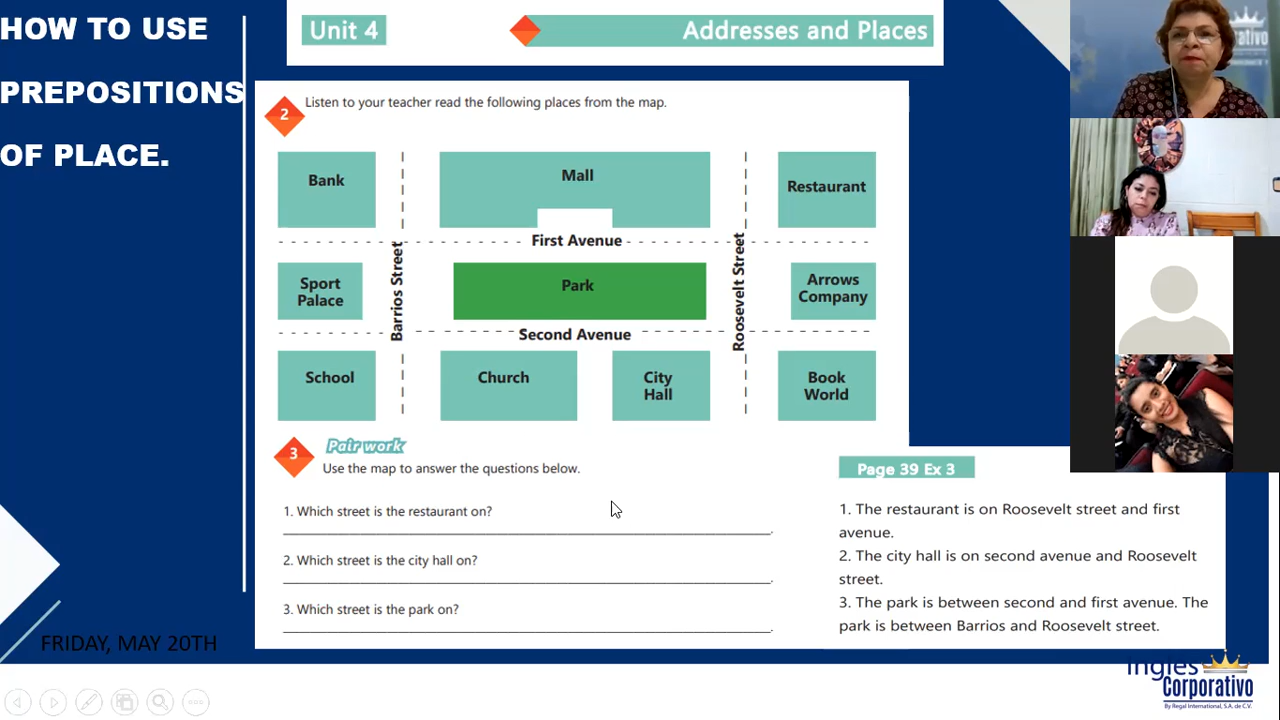 HOW TO USE
PREPOSITIONS
OF PLACE.
Unit 4
Addresses and Places
2
Listen to your teacher read the following places from the map.
Bank
Mall
Restaurant
First Avenue
Barrios Street
Roosevelt Street
Sport
Palace
Park
Arrows
Company
Second Avenue
School
Church
City
Hall
Book
World
3
Pair work
Use the map to answer the questions below.
1. Which street is the restaurant on?
2. Which street is the city hall on?
3. Which street is the park on?
Page 39 Ex 3
1. The restaurant is on Roosevelt street and first
avenue.
2. The city hall is on second avenue and Roosevelt
street.
3. The park is between second and first avenue. The
park is between Barrios and Roosevelt street.
FRIDAY, MAY 20TH
Ingles
Corporativo
By Regal International, S.A. de C.V.